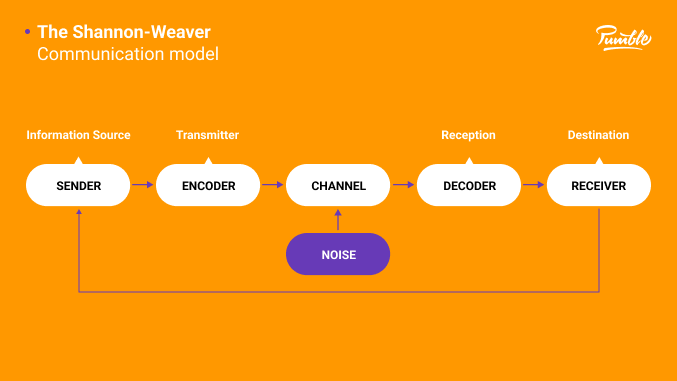 • The Shannon-Weaver
Communication model
Pumble
Information Source
Transmitter
Reception
Destination
SENDER
ENCODER
CHANNEL
DECODER
RECEIVER
NOISE